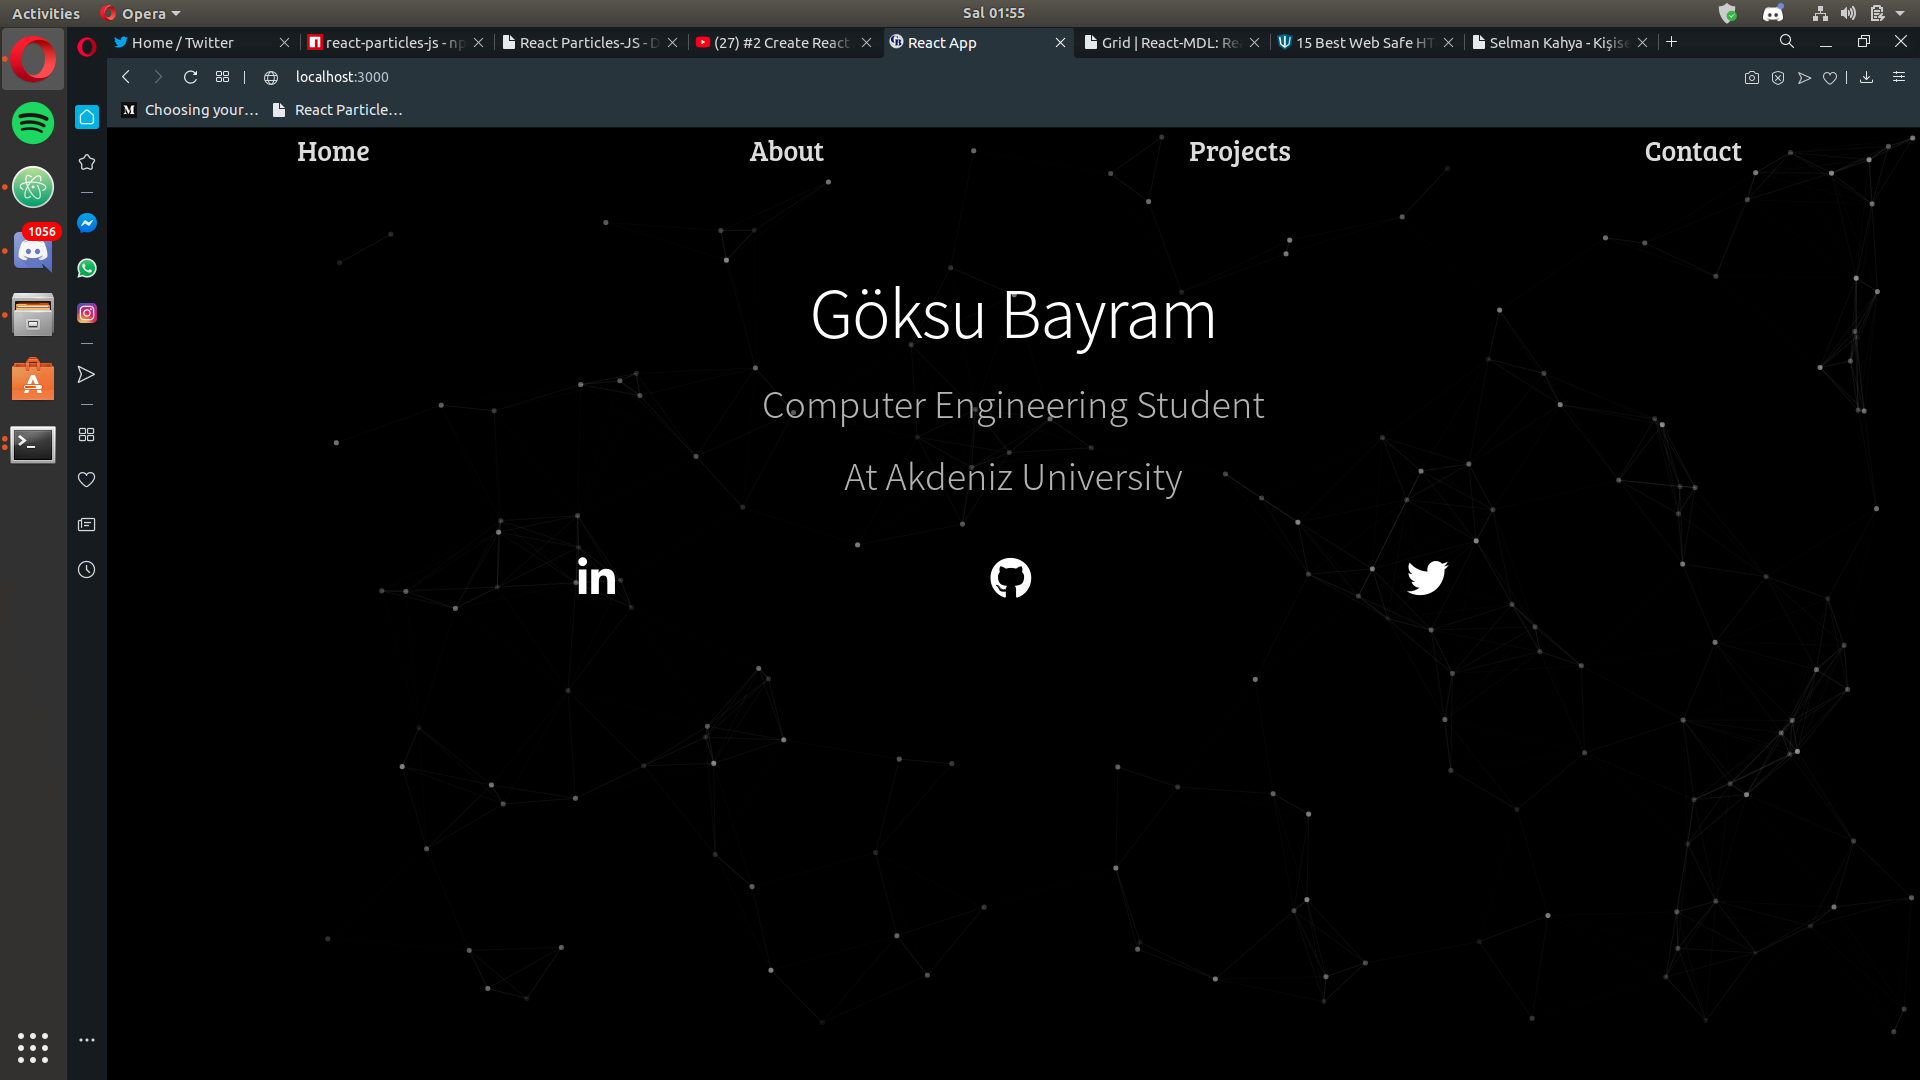 Activities
Opera
Sal 01:55
Home / Twitter
react-particles-js - np
React Particles-JS - D
(27) #2 Create React
React App
Grid | React-MDL: Re
15 Best Web Safe HT
Selman Kahya - Kişise
localhost:3000
M Choosing your...
React Particle...
1056
Home
About
Projects
Contact
Göksu Bayram
Computer Engineering Student
At Akdeniz University
in